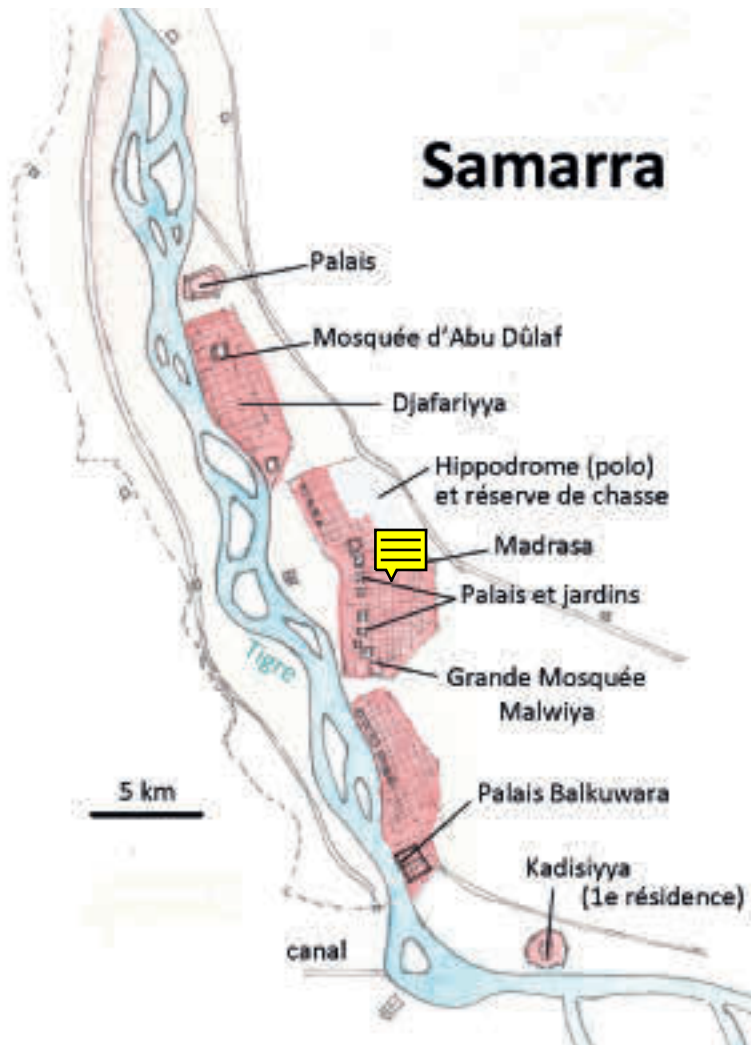 Samarra
Palais
Mosquée d'Abu Dûlaf
Djafariyya
Hippodrome (polo)
et réserve de chasse
Madrasa
Palais et jardins
Tigre
Grande Mosquée
Malwiya
5 km
Palais Balkuwara
Kadisiyya
(1e résidence)
canal